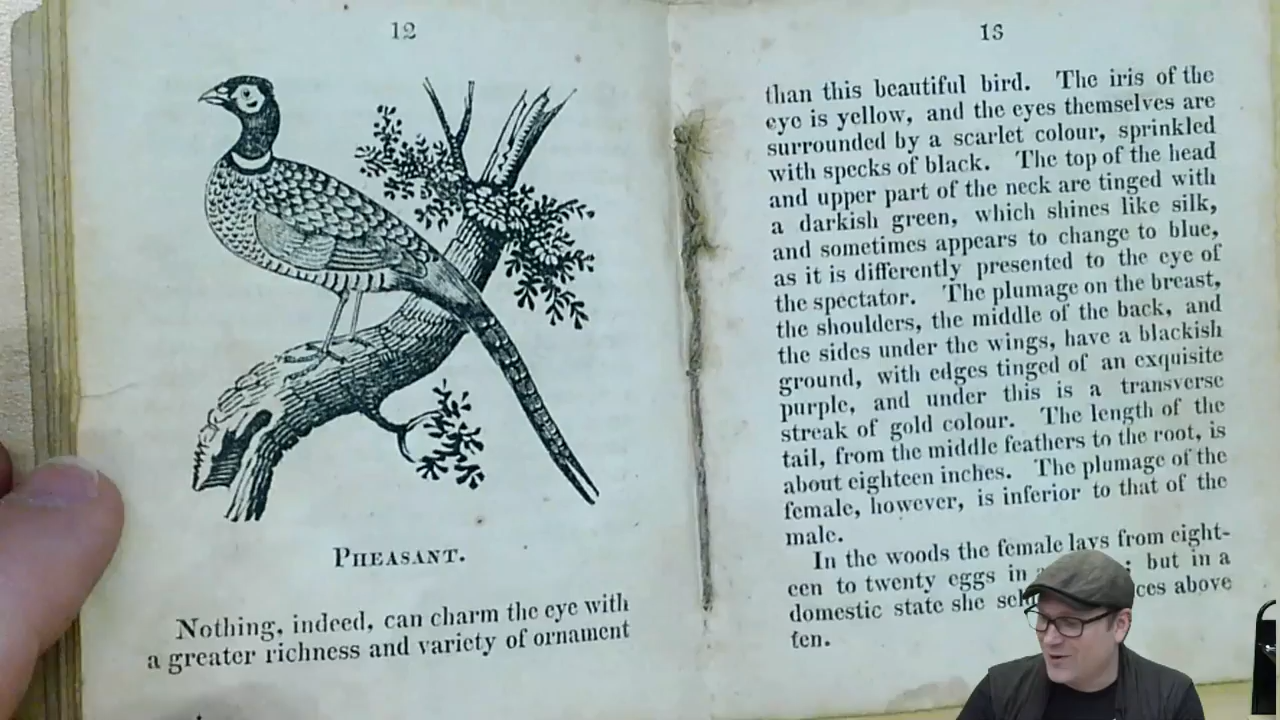 12
PHEASANT.
Nothing, indeed, can charm the eye with
a greater richness and variety of ornament
13
than this beautiful bird. The iris of the
eye is yellow, and the eyes themselves are
surrounded by a scarlet colour, sprinkled
with specks of black. The top of the head
and upper part of the neck are tinged with
a darkish green, which shines like silk,
and sometimes appears to change to blue,
as it is differently presented to the eye of
the spectator. The plumage on the breast,
the shoulders, the middle of the back, and
the sides under the wings, have a blackish
ground, with edges tinged of an exquisite
purple, and under this is a transverse
streak of gold colour. The length of the
tail, from the middle feathers to the root, is
about eighteen inches. The plumage of the
female, however, is inferior to that of the
male.
In the woods the female lays from eight-
een to twenty eggs in a ; but in a
domestic state she above
ten.